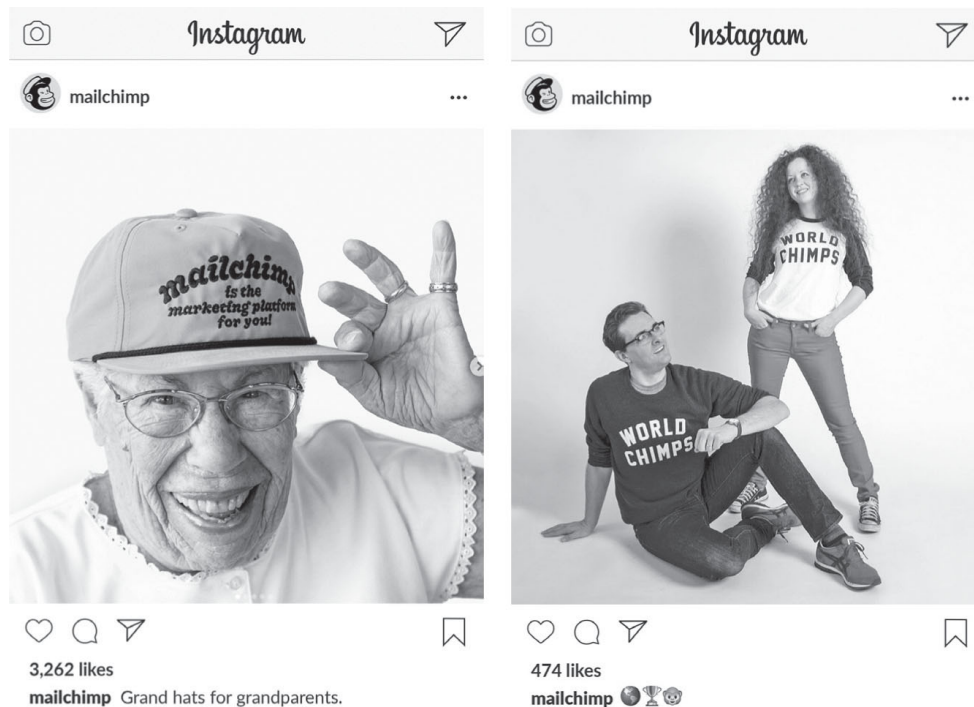 Instagram
mailchimp
mailchimp
is the
marketing platform
for you!
3,262 likes
mailchimp Grand hats for grandparents.
Instagram
mailchimp
WORLD
CHIMPS
WORLD
CHIMPS
474 likes
mailchimp 🌎🏆🐵